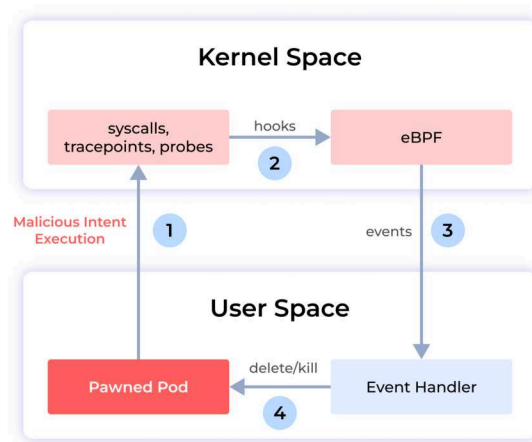 Kernel Space
syscalls,
tracepoints, probes
hooks
2
eBPF
Malicious Intent
Execution
1
events
3
User Space
Pawned Pod
delete/kill
4
Event Handler